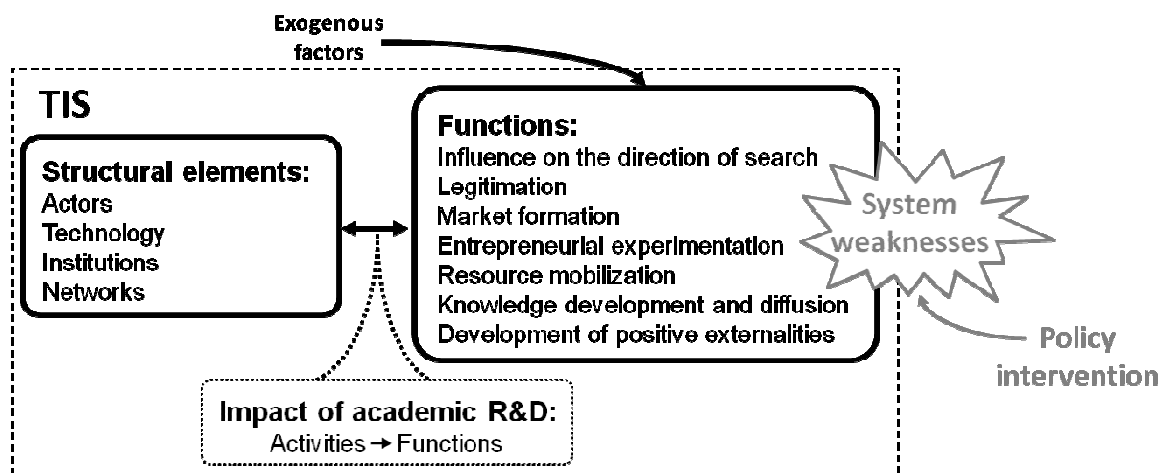 Exogenous
factors
TIS
Structural elements:
Actors
Technology
Institutions
Networks
Functions:
Influence on the direction of search
Legitimation
Market formation
Entrepreneurial experimentation
Resource mobilization
Knowledge development and diffusion
Development of positive externalities
System
weaknesses
Policy
intervention
Impact of academic R&D:
Activities → Functions